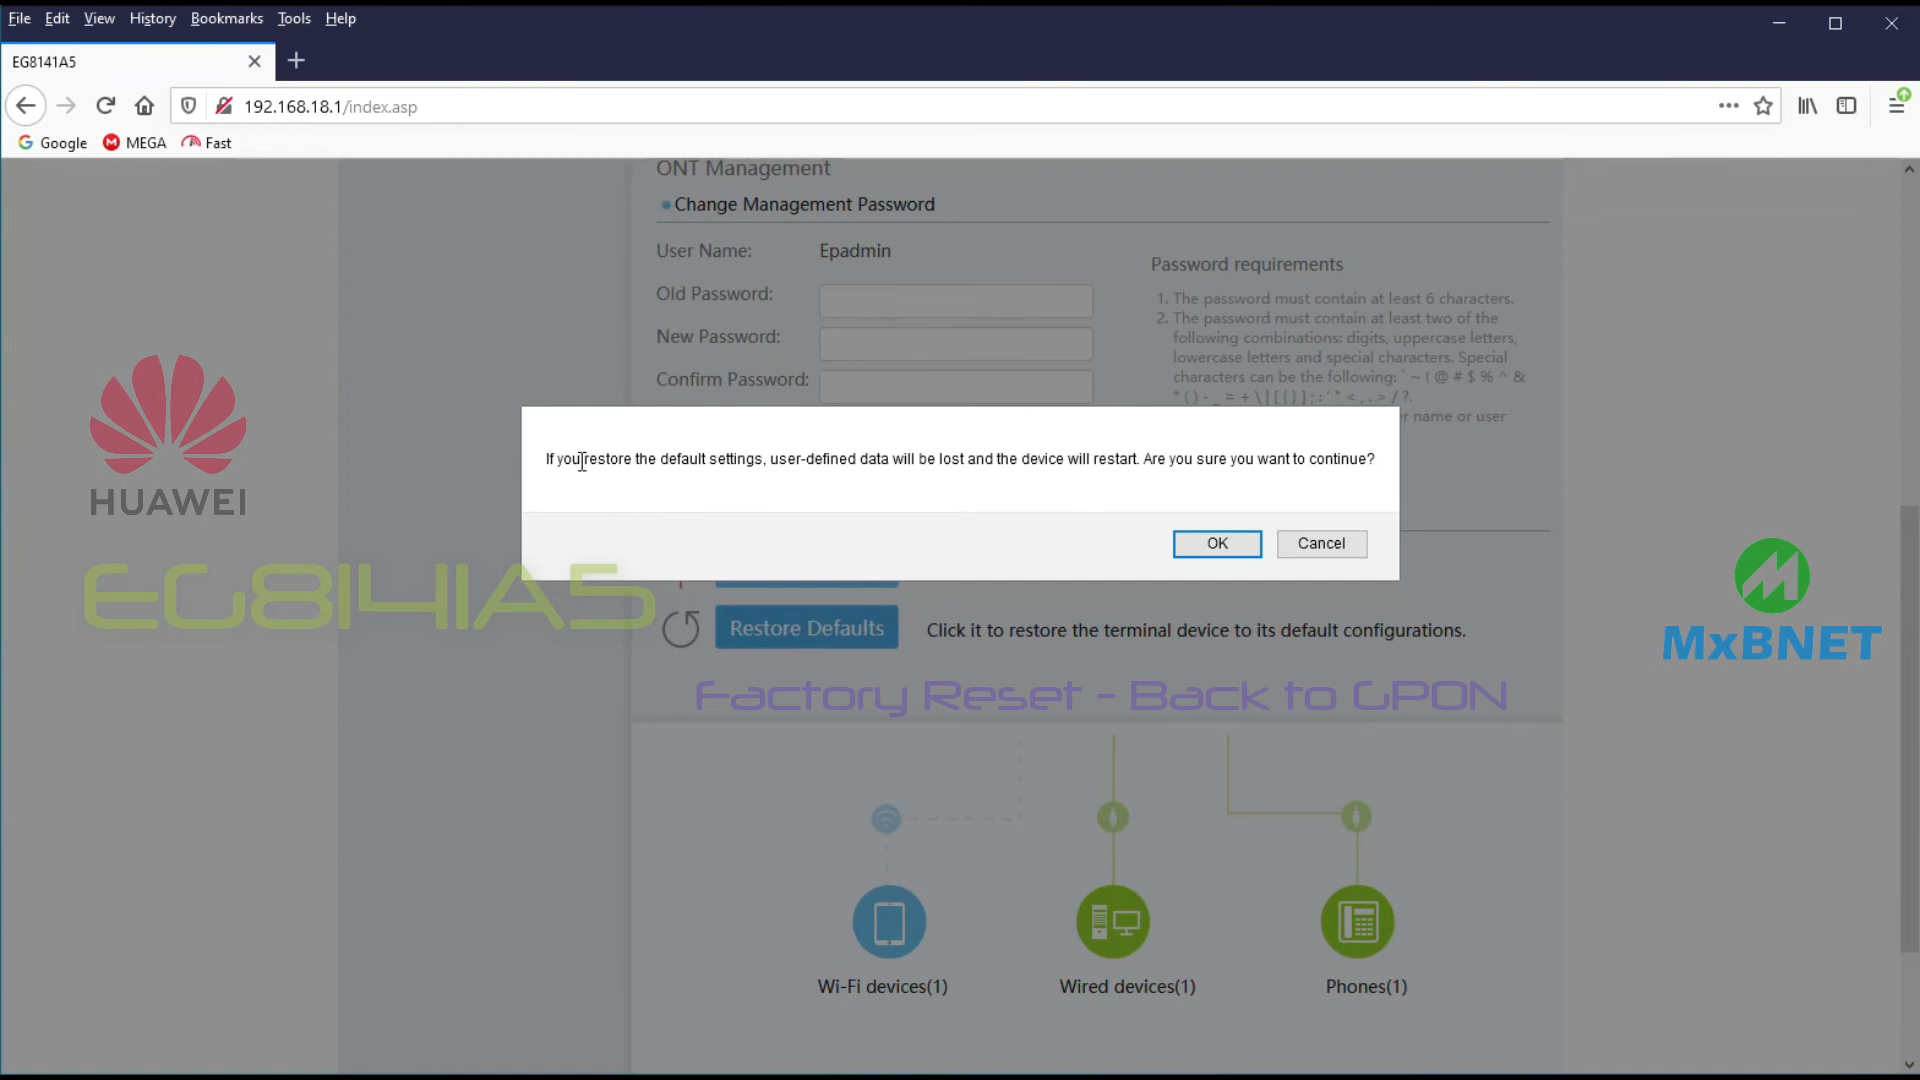 File Edit View History Bookmarks Tools Help
EG8141A5
192.168.18.1/index.asp
Google MEGA Fast
ONT Management
Change Management Password
User Name: Epadmin
Old Password:
New Password:
Confirm Password:
Password requirements
1. The password must contain at least 6 characters.
2. The password must contain at least two of the
following combinations: digits, uppercase letters,
lowercase letters and special characters. Special
characters can be the following: ` ~ ! @ # $ % ^ &
* ( ) - _ = + \ | [ { } ] ; : ' " < , . > / ?.
name or user
If you restore the default settings, user-defined data will be lost and the device will restart. Are you sure you want to continue?
OK Cancel
HUAWEI
EG8141A5
Restore Defaults Click it to restore the terminal device to its default configurations.
MxBNET
Factory Reset - Back to GPON
Wi-Fi devices(1) Wired devices(1) Phones(1)